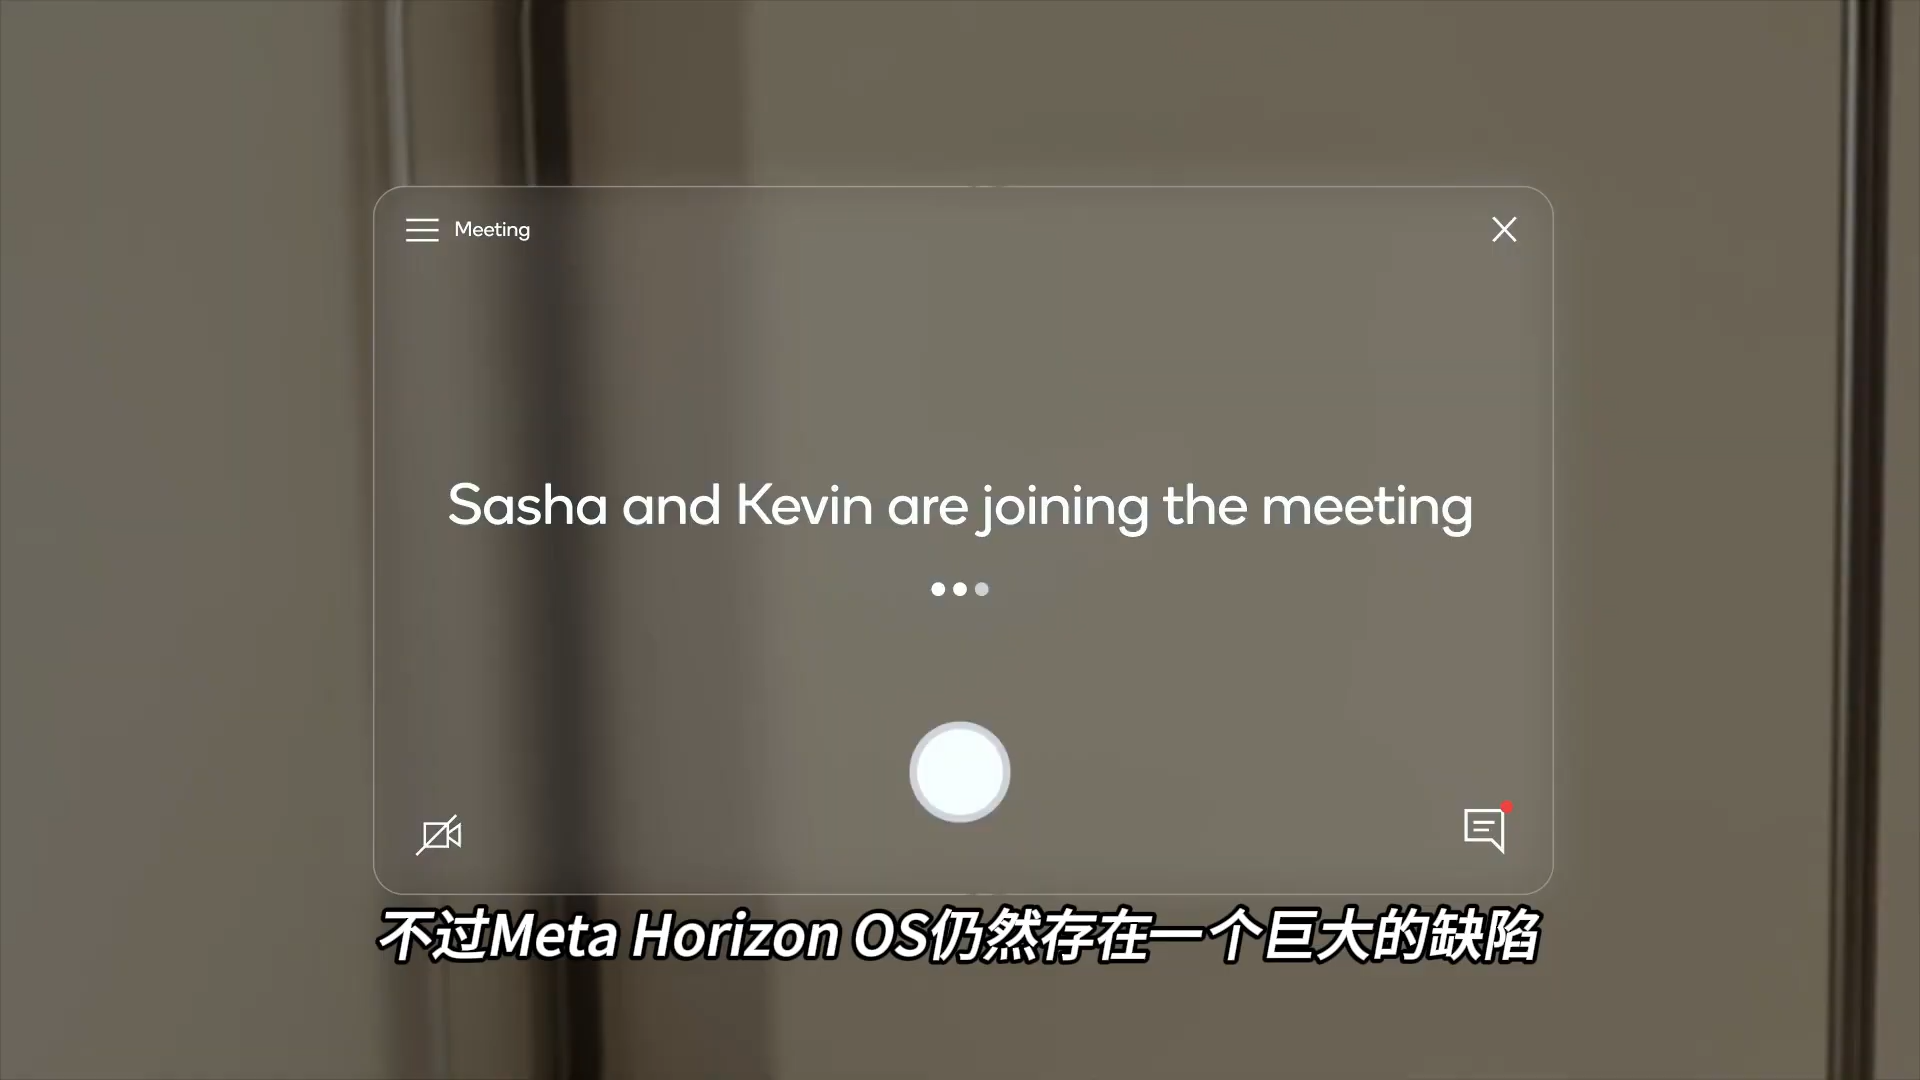 Meeting
Sasha and Kevin are joining the meeting
不过Meta Horizon OS仍然存在一个巨大的缺陷